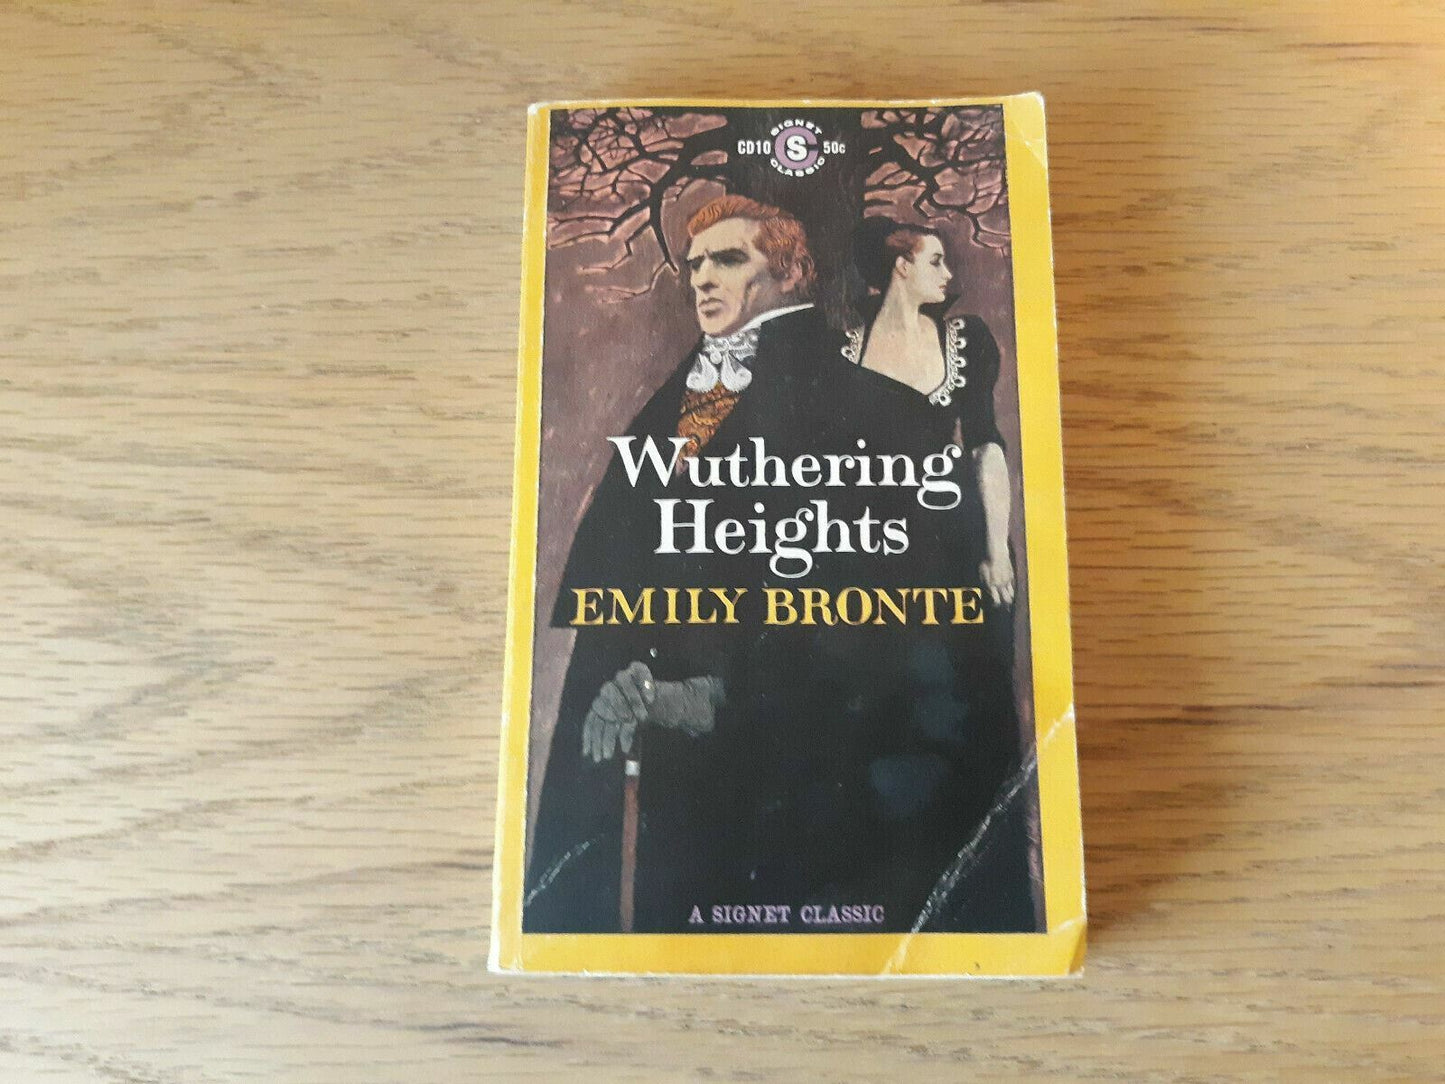 CD10 SIGNET CLASSIC S 50c
Wuthering
Heights
EMILY BRONTE
A SIGNET CLASSIC